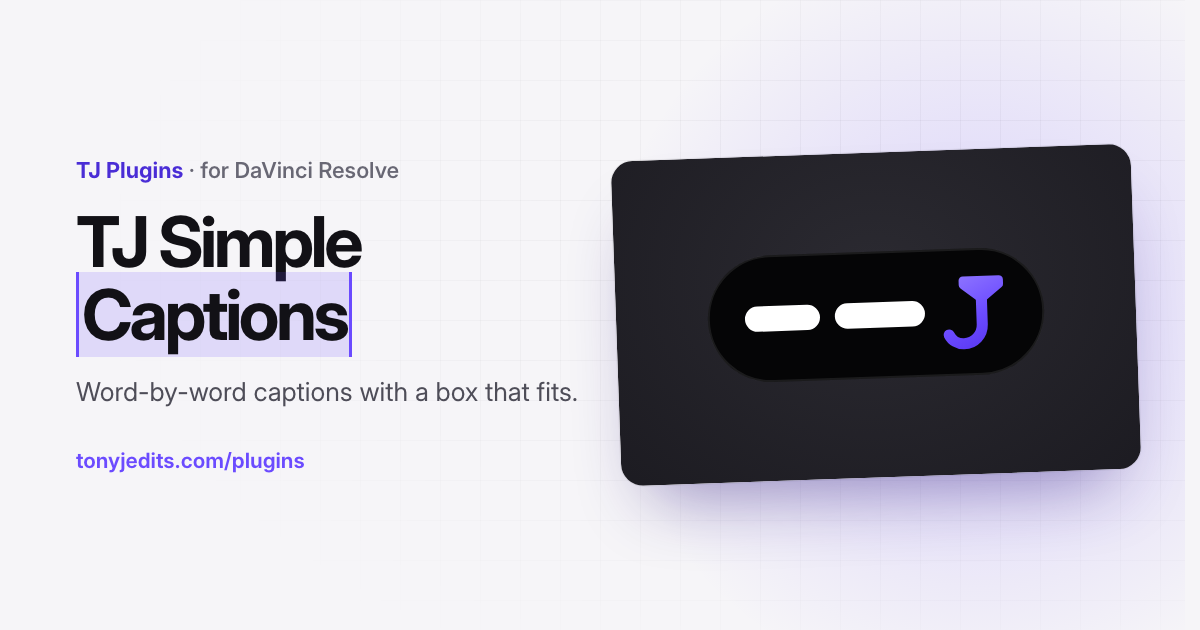 TJ Plugins · for DaVinci Resolve
TJ Simple
Captions
Word-by-word captions with a box that fits.
tonyjedits.com/plugins
J